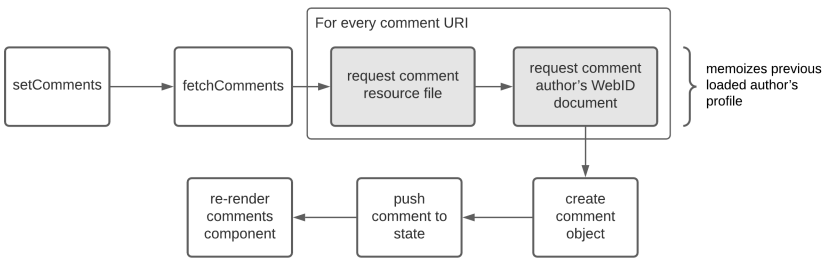 For every comment URI
setComments
fetchComments
request comment
resource file
request comment
author's WebID
document
memoizes previous
loaded author's
profile
re-render
comments
component
push
comment to
state
create
comment
object